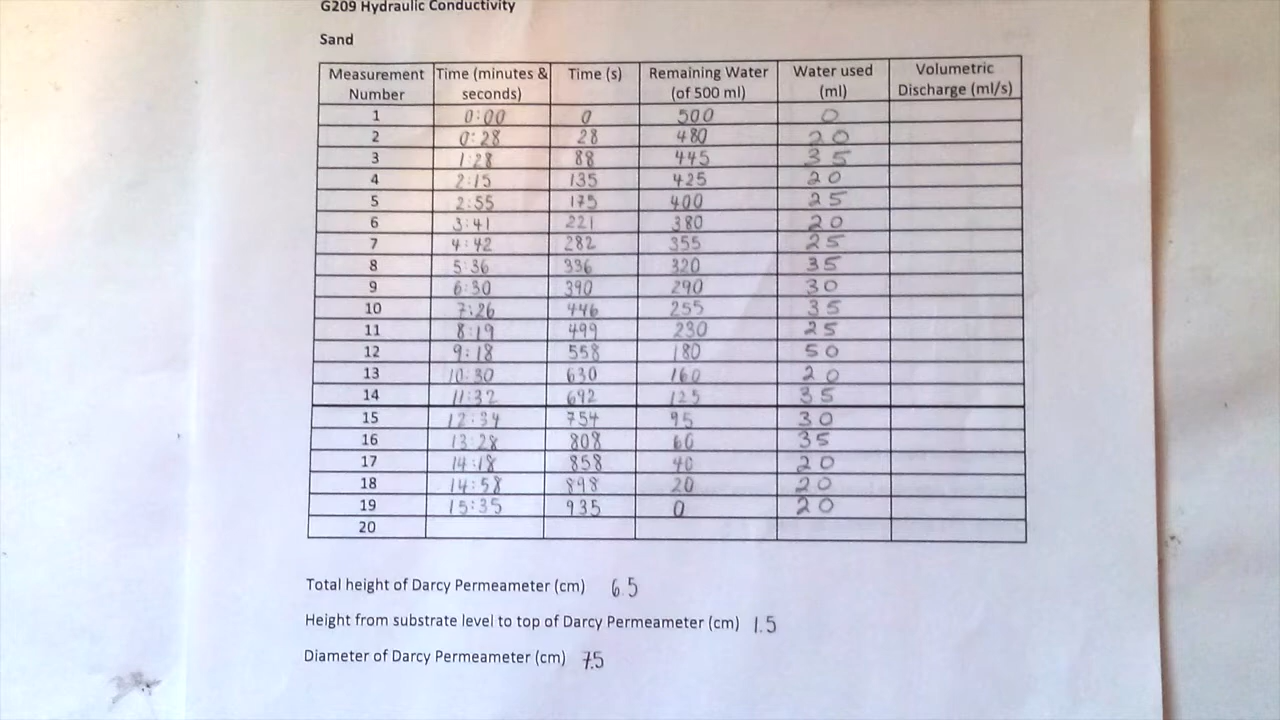 G209 Hydraulic Conductivity
Sand
Measurement Number Time (minutes & seconds) Time (s) Remaining Water (of 500 ml) Water used (ml) Volumetric Discharge (ml/s)
1 0:00 0 500 0
2 0:28 28 480 20
3 1:28 88 445 35
4 2:15 135 425 20
5 2:55 175 400 25
6 3:41 221 380 20
7 4:42 282 355 25
8 5:36 336 320 35
9 6:30 390 290 30
10 7:26 446 255 35
11 8:19 499 230 25
12 9:18 558 180 50
13 10:30 630 160 20
14 11:32 692 125 35
15 12:34 754 95 30
16 13:28 808 60 35
17 14:18 858 40 20
18 14:58 898 20 20
19 15:35 935 0 20
20
Total height of Darcy Permeameter (cm) 6.5
Height from substrate level to top of Darcy Permeameter (cm) 1.5
Diameter of Darcy Permeameter (cm) 7.5